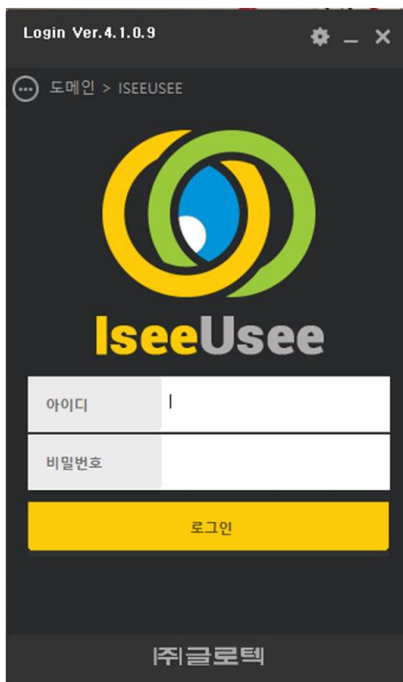 Login Ver.4.1.0.9
도메인 > ISEEUSEE
IseeUsee
아이디
비밀번호
로그인
㈜글로텍